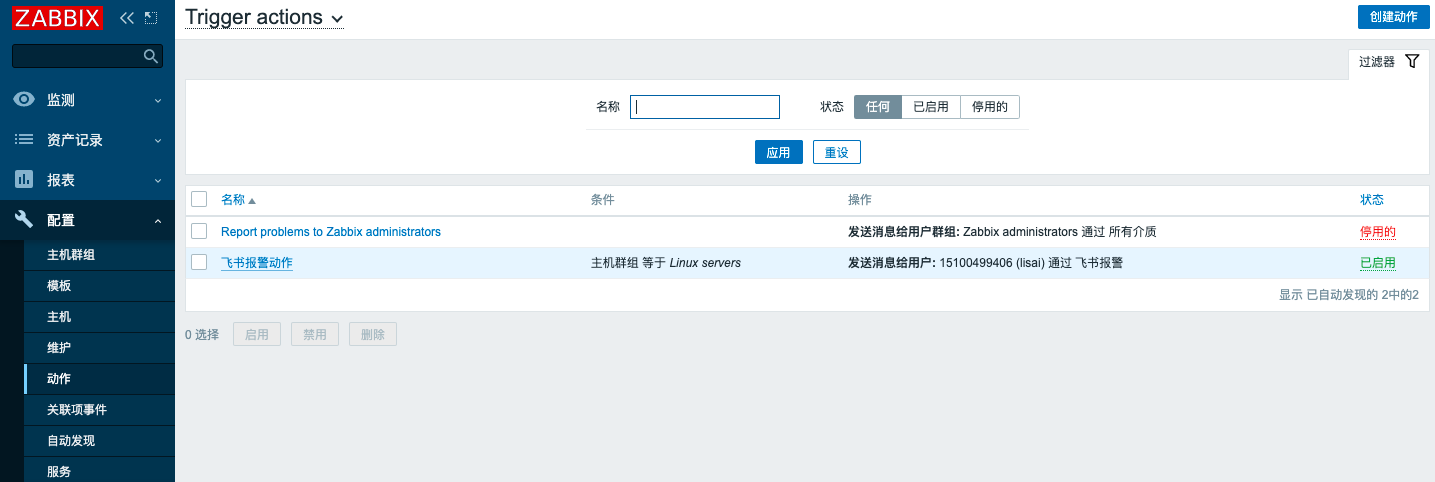 ZABBIX
Trigger actions
创建动作
过滤器
监测
名称 状态 任何 已启用 停用的
资产记录
应用 重设
报表
名称 条件 操作 状态
配置
Report problems to Zabbix administrators 发送消息给用户群组: Zabbix administrators 通过 所有介质 停用的
主机群组
飞书报警动作 主机群组 等于 Linux servers 发送消息给用户: 15100499406 (lisai) 通过 飞书报警 已启用
模板
显示 已自动发现的 2中的2
主机
0 选择 启用 禁用 删除
维护
动作
关联项事件
自动发现
服务